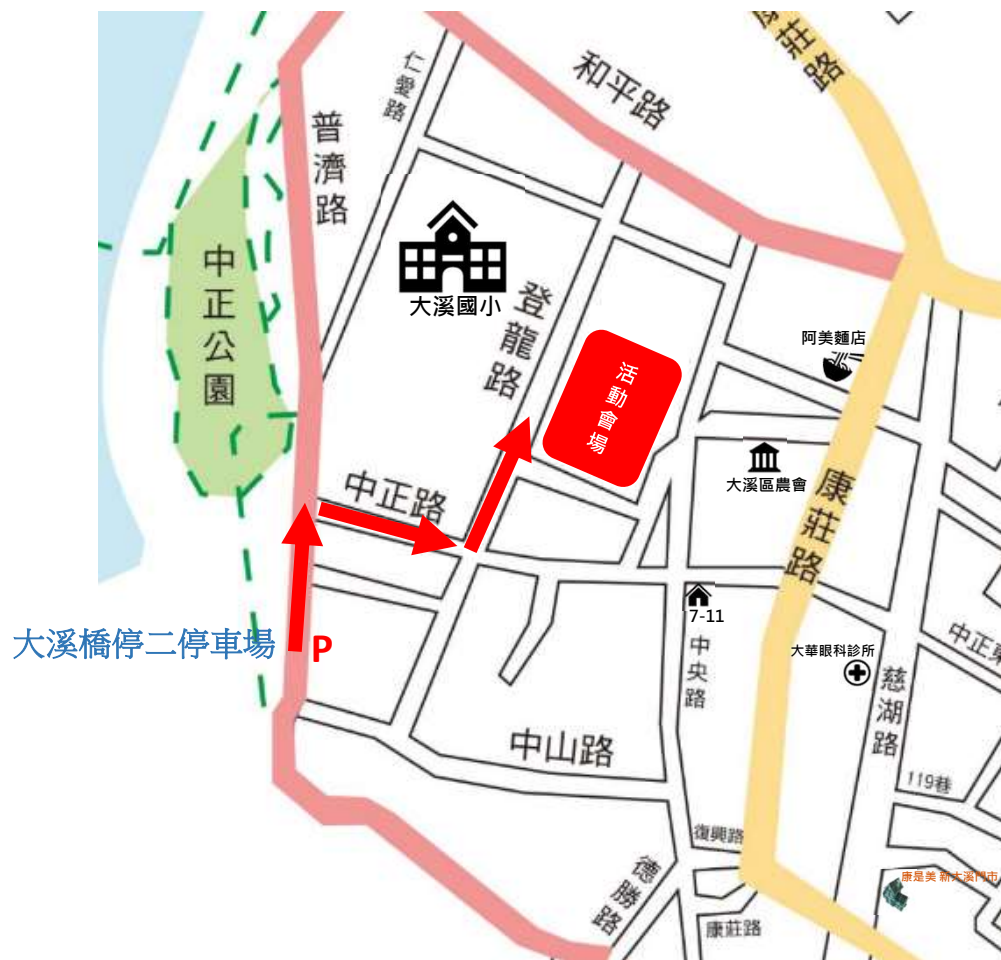 康莊路
仁愛路
和平路
普濟路
中正公園
大溪國小
登龍路
阿美麵店
活動會場
大溪區農會
中正路
康莊路
7-11
大溪橋停二停車場 P
中央路
大華眼科診所
中正東
慈湖路
中山路
119巷
復興路
德勝路
康是美 新大溪門市
康莊路